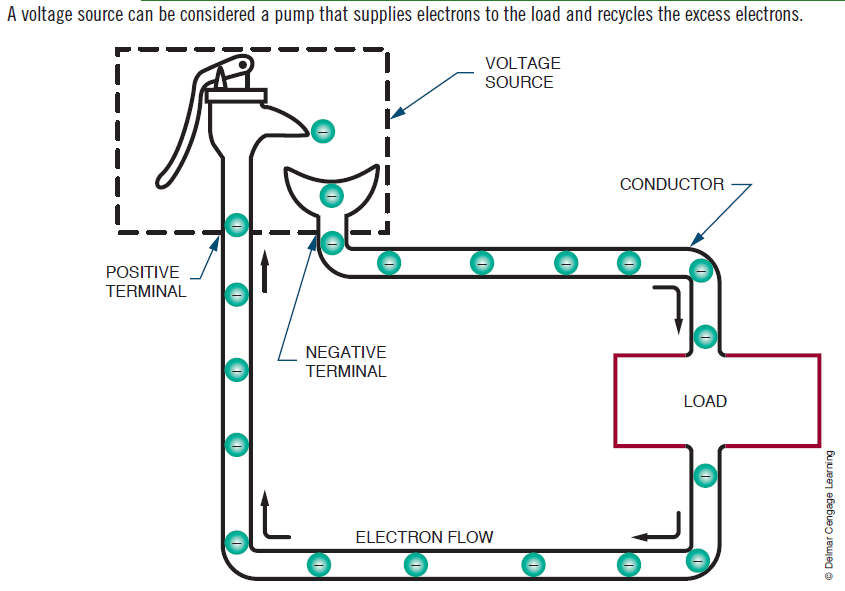 A voltage source can be considered a pump that supplies electrons to the load and recycles the excess electrons.
VOLTAGE
SOURCE
CONDUCTOR
POSITIVE
TERMINAL
NEGATIVE
TERMINAL
LOAD
ELECTRON FLOW
© Delmar Cengage Learning